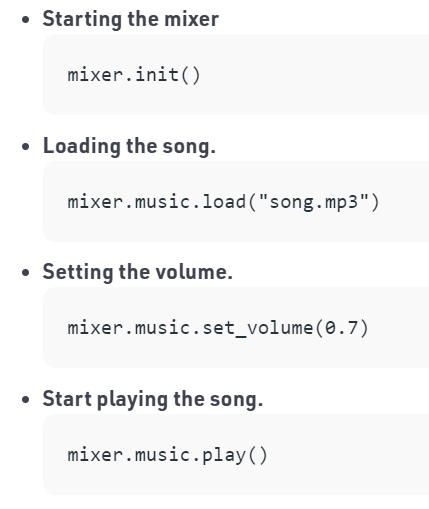 Starting the mixer
mixer.init()
Loading the song.
mixer.music.load("song.mp3")
Setting the volume.
mixer.music.set_volume(0.7)
Start playing the song.
mixer.music.play()